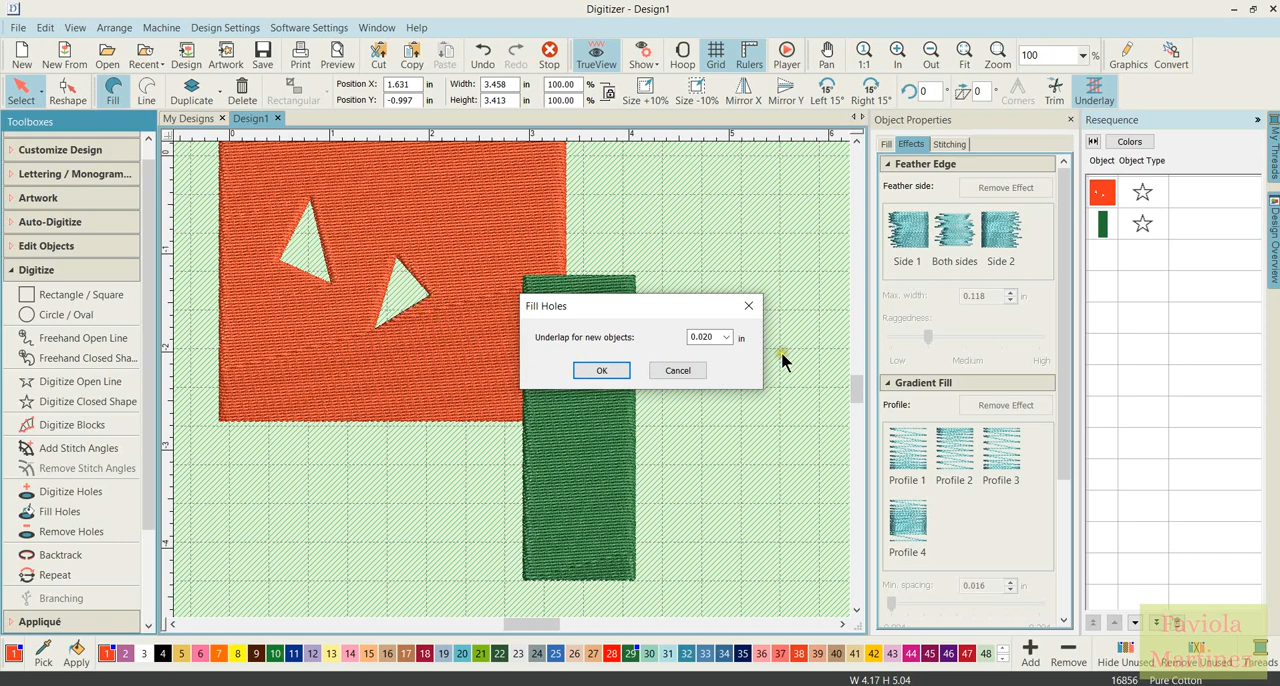 Digitizer - Design1
File Edit View Arrange Machine Design Settings Software Settings Window Help
New New From Open Recent Design Artwork Save Print Preview Cut Copy Paste Undo Redo Stop TrueView Show Hoop Grid Rulers Player Pan 1:1 In Out Fit Zoom 100 % Graphics Convert
Select Reshape Fill Line Duplicate Delete Rectangular Position X: 1.631 in Width: 3.458 in 100.00 % Size +10% Size -10% Mirror X Mirror Y Left 15° Right 15° 0 ° 0 ° Corners Trim Underlay
Position Y: -0.997 in Height: 3.413 in 100.00 %
Toolboxes
Customize Design
Lettering / Monogram...
Artwork
Auto-Digitize
Edit Objects
Digitize
Rectangle / Square
Circle / Oval
Freehand Open Line
Freehand Closed Sha...
Digitize Open Line
Digitize Closed Shape
Digitize Blocks
Add Stitch Angles
Remove Stitch Angles
Digitize Holes
Fill Holes
Remove Holes
Backtrack
Repeat
Branching
Appliqué
My Designs × Design1 ×
0 1 2 3 4 5 6
Fill Holes
Underlap for new objects: 0.020 in
OK Cancel
Object Properties
Fill Effects Stitching
Feather Edge
Feather side: Remove Effect
Side 1 Both sides Side 2
Max. width: 0.118 in
Raggedness:
Low Medium High
Gradient Fill
Profile: Remove Effect
Profile 1 Profile 2 Profile 3
Profile 4
Min. spacing: 0.016 in
Resequence
Colors
Object Object Type
My Threads
Design Overview
1 Pick Apply 1 2 3 4 5 6 7 8 9 10 11 12 13 14 15 16 17 18 19 20 21 22 23 24 25 26 27 28 29 30 31 32 33 34 35 36 37 38 39 40 41 42 43 44 45 46 47 48 Add Remove Hide Unused Remove Unused Threads
Faviola
Martinez
W 4.17 H 5.04 16856 Pure Cotton